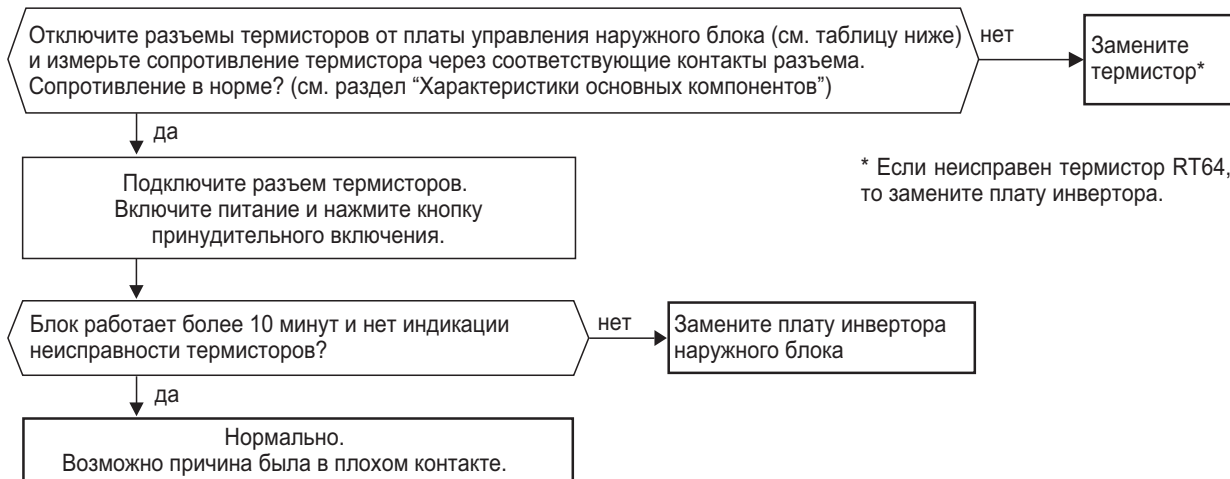 Отключите разъемы термисторов от платы управления наружного блока (см. таблицу ниже)
и измерьте сопротивление термистора через соответствующие контакты разъема.
Сопротивление в норме? (см. раздел “Характеристики основных компонентов”)
нет
Замените
термистор*
да
* Если неисправен термистор RT64,
то замените плату инвертора.
Подключите разъем термисторов.
Включите питание и нажмите кнопку
принудительного включения.
Блок работает более 10 минут и нет индикации
неисправности термисторов?
нет
Замените плату инвертора
наружного блока
да
Нормально.
Возможно причина была в плохом контакте.